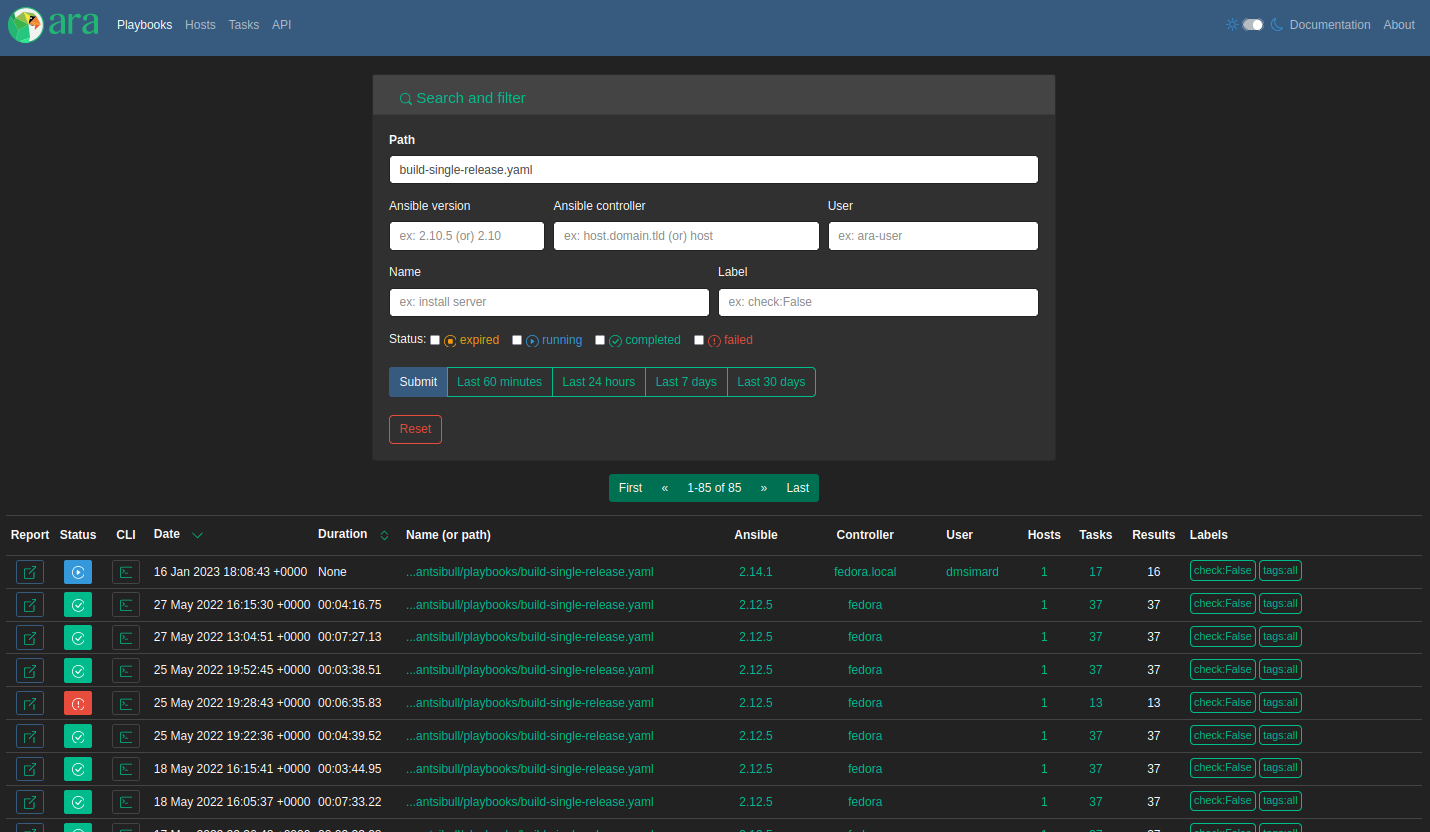 ara Playbooks Hosts Tasks API Documentation About
Search and filter
Path
build-single-release.yaml
Ansible version Ansible controller User
ex: 2.10.5 (or) 2.10 ex: host.domain.tld (or) host ex: ara-user
Name Label
ex: install server ex: check:False
Status: expired running completed failed
Submit Last 60 minutes Last 24 hours Last 7 days Last 30 days
Reset
First « 1-85 of 85 » Last
Report Status CLI Date Duration Name (or path) Ansible Controller User Hosts Tasks Results Labels
16 Jan 2023 18:08:43 +0000 None ...antsibull/playbooks/build-single-release.yaml 2.14.1 fedora.local dmsimard 1 17 16 check:False tags:all
27 May 2022 16:15:30 +0000 00:04:16.75 ...antsibull/playbooks/build-single-release.yaml 2.12.5 fedora 1 37 37 check:False tags:all
27 May 2022 13:04:51 +0000 00:07:27.13 ...antsibull/playbooks/build-single-release.yaml 2.12.5 fedora 1 37 37 check:False tags:all
25 May 2022 19:52:45 +0000 00:03:38.51 ...antsibull/playbooks/build-single-release.yaml 2.12.5 fedora 1 37 37 check:False tags:all
25 May 2022 19:28:43 +0000 00:06:35.83 ...antsibull/playbooks/build-single-release.yaml 2.12.5 fedora 1 13 13 check:False tags:all
25 May 2022 19:22:36 +0000 00:04:39.52 ...antsibull/playbooks/build-single-release.yaml 2.12.5 fedora 1 37 37 check:False tags:all
18 May 2022 16:15:41 +0000 00:03:44.95 ...antsibull/playbooks/build-single-release.yaml 2.12.5 fedora 1 37 37 check:False tags:all
18 May 2022 16:05:37 +0000 00:07:33.22 ...antsibull/playbooks/build-single-release.yaml 2.12.5 fedora 1 37 37 check:False tags:all